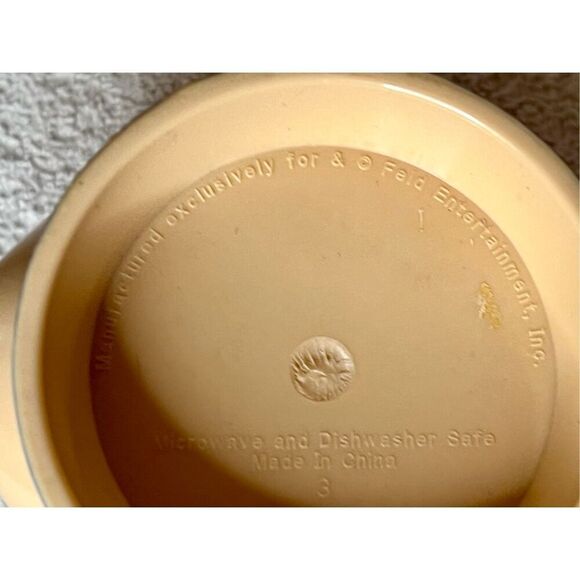 Manufactured exclusively for & © Feld Entertainment, Inc.
Microwave and Dishwasher Safe
Made In China
3